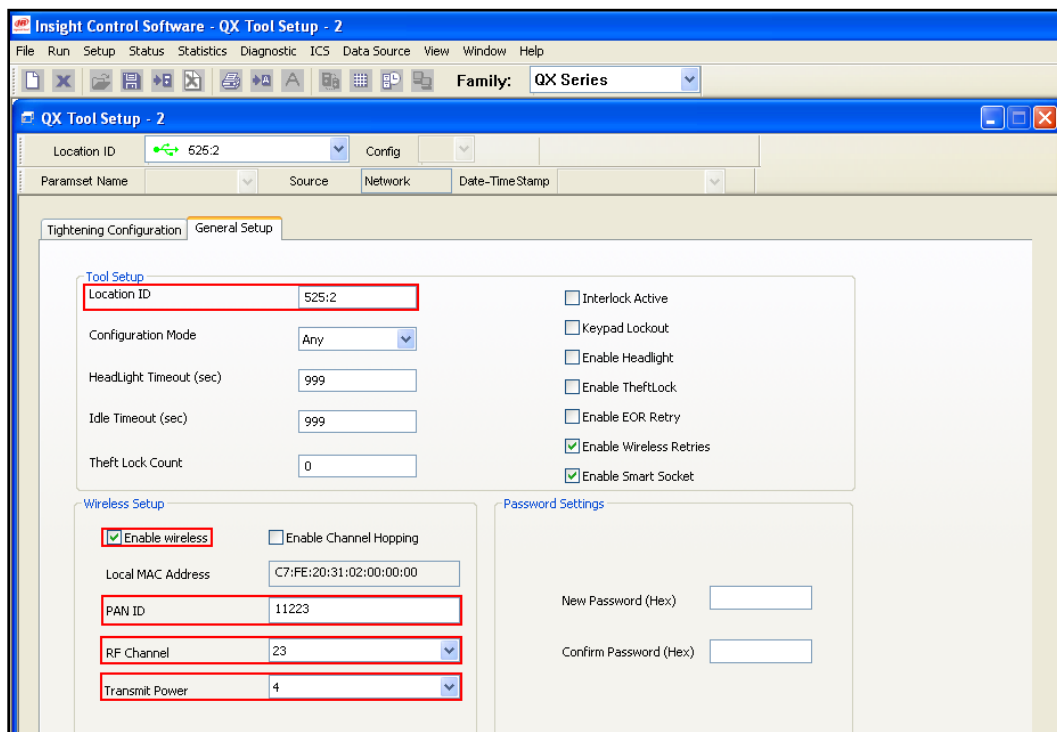 Insight Control Software - QX Tool Setup - 2
File Run Setup Status Statistics Diagnostic ICS Data Source View Window Help
Family: QX Series
QX Tool Setup - 2
Location ID 525:2 Config
Paramset Name Source Network Date-TimeStamp
Tightening Configuration General Setup
Tool Setup
Location ID 525:2
Interlock Active
Configuration Mode Any
Keypad Lockout
Enable Headlight
HeadLight Timeout (sec) 999
Enable TheftLock
Idle Timeout (sec) 999
Enable EOR Retry
Enable Wireless Retries
Theft Lock Count 0
Enable Smart Socket
Wireless Setup
Enable wireless Enable Channel Hopping
Local MAC Address C7:FE:20:31:02:00:00:00
PAN ID 11223
RF Channel 23
Transmit Power 4
Password Settings
New Password (Hex)
Confirm Password (Hex)